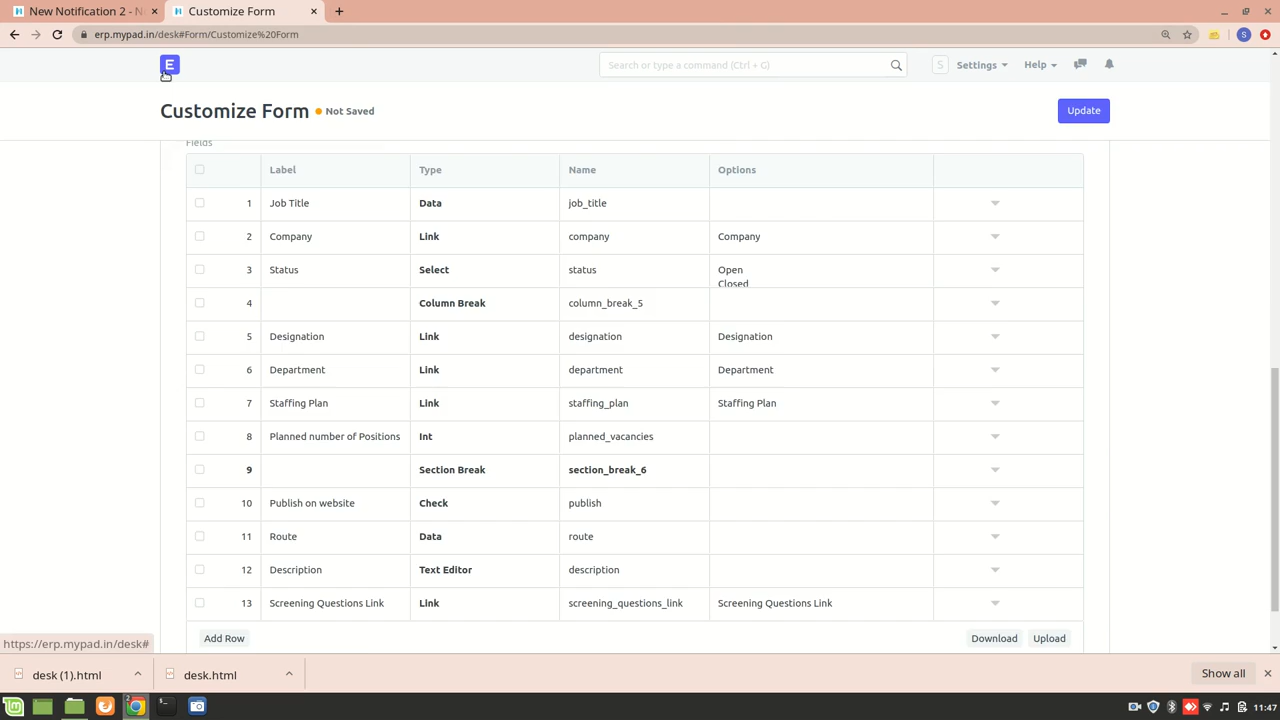 New Notification 2 - N
Customize Form
erp.mypad.in/desk#Form/Customize%20Form
S
E
Search or type a command (Ctrl + G)
S
Settings
Help
Customize Form
Not Saved
Update
Fields
Label Type Name Options
1 Job Title Data job_title
2 Company Link company Company
3 Status Select status Open
Closed
4 Column Break column_break_5
5 Designation Link designation Designation
6 Department Link department Department
7 Staffing Plan Link staffing_plan Staffing Plan
8 Planned number of Positions Int planned_vacancies
9 Section Break section_break_6
10 Publish on website Check publish
11 Route Data route
12 Description Text Editor description
13 Screening Questions Link Link screening_questions_link Screening Questions Link
Add Row
Download
Upload
https://erp.mypad.in/desk#
desk (1).html
desk.html
Show all
2
11:47